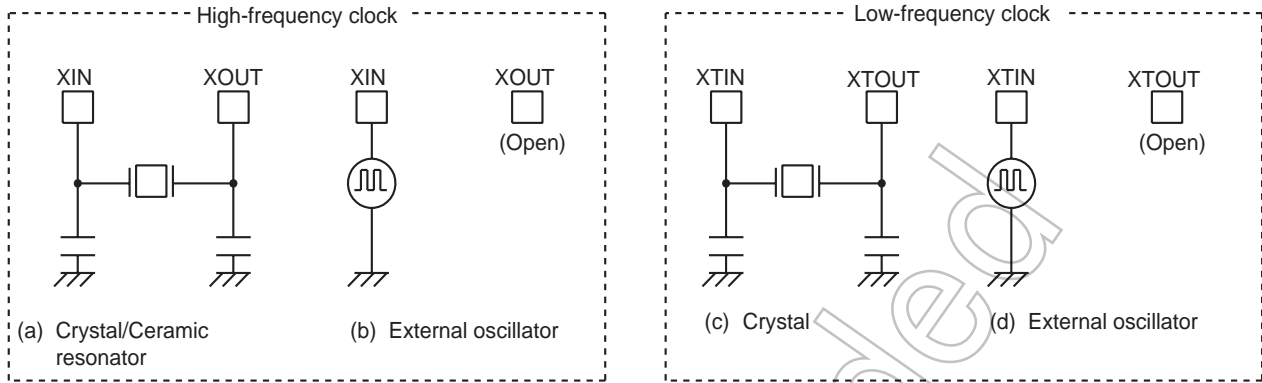 High-frequency clock
XIN XOUT XIN XOUT
(Open)
(a) Crystal/Ceramic
resonator
(b) External oscillator
Low-frequency clock
XTIN XTOUT XTIN XTOUT
(Open)
(c) Crystal
(d) External oscillator